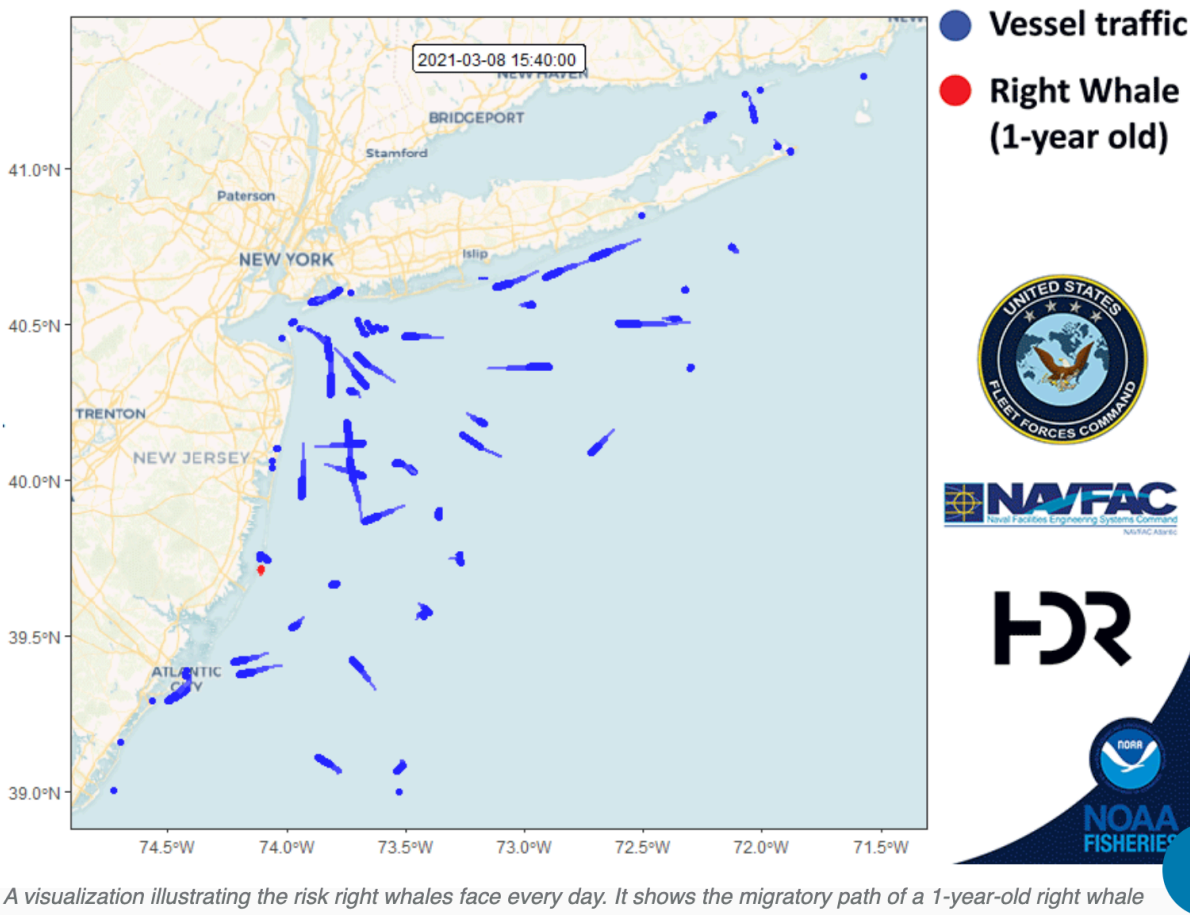 NEW
Vessel traffic
2021-03-08 15:40:00
NEW HAVEN
Right Whale
(1-year old)
BRIDGEPORT
Stamford
41.0°N
Paterson
NEW YORK
Islip
UNITED STATES
FLEET FORCES COMMAND
40.5°N
TRENTON
NEW JERSEY
40.0°N
NAVFAC
Naval Facilities Engineering Systems Command
NAVFAC Atlantic
HDR
39.5°N
ATLANTIC
CITY
NOAA
39.0°N
NOAA
FISHERIES
74.5°W 74.0°W 73.5°W 73.0°W 72.5°W 72.0°W 71.5°W
A visualization illustrating the risk right whales face every day. It shows the migratory path of a 1-year-old right whale